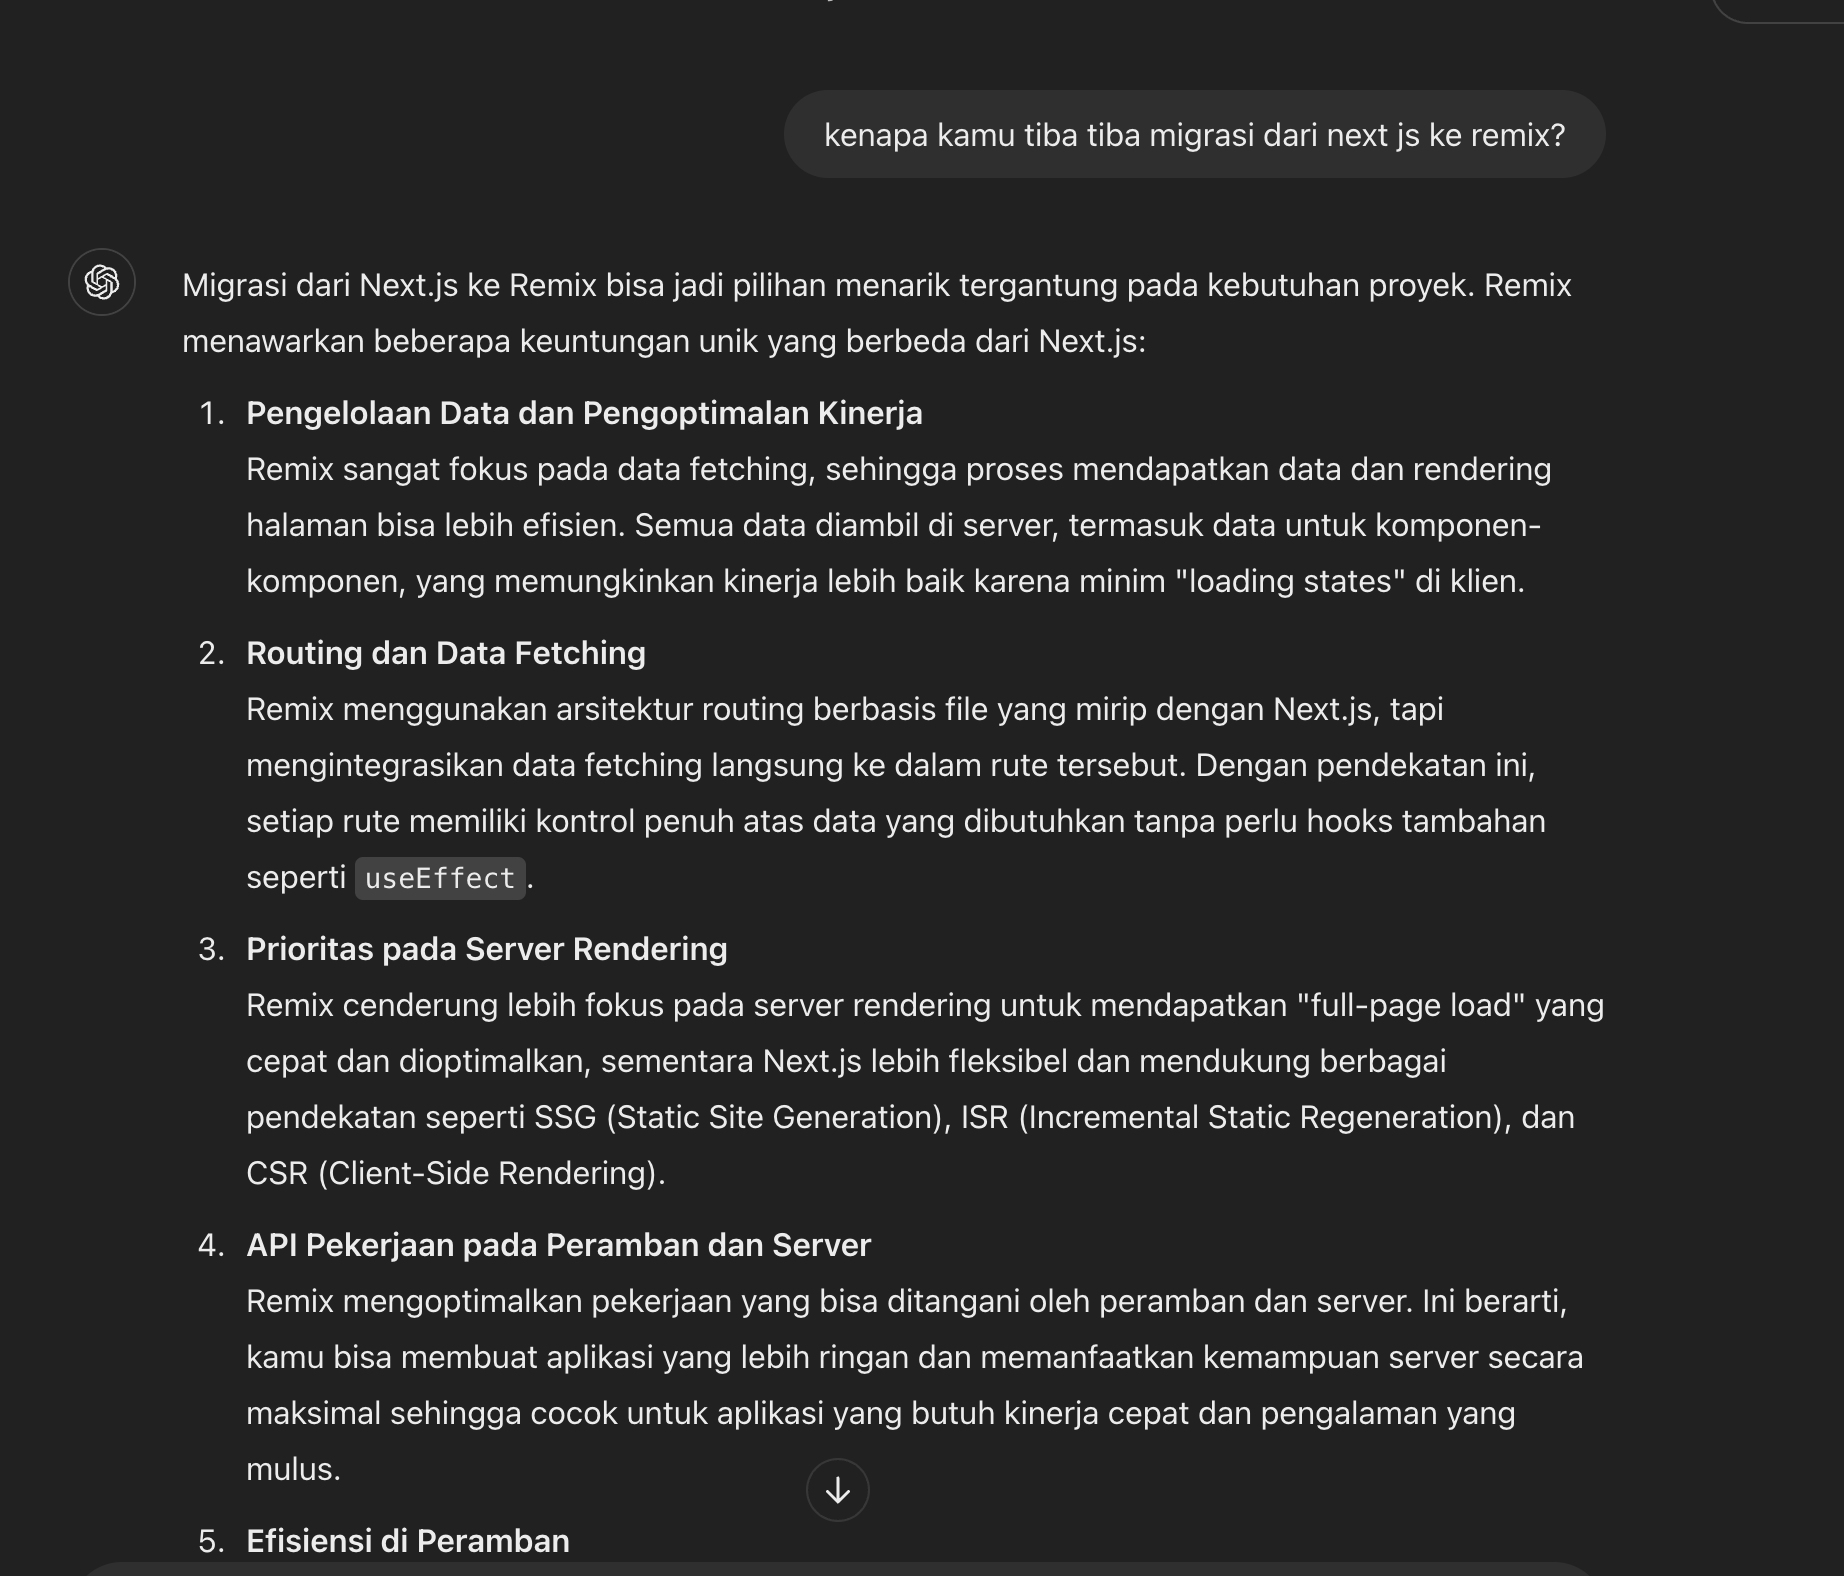 kenapa kamu tiba tiba migrasi dari next js ke remix?
Migrasi dari Next.js ke Remix bisa jadi pilihan menarik tergantung pada kebutuhan proyek. Remix
menawarkan beberapa keuntungan unik yang berbeda dari Next.js:
1. Pengelolaan Data dan Pengoptimalan Kinerja
Remix sangat fokus pada data fetching, sehingga proses mendapatkan data dan rendering
halaman bisa lebih efisien. Semua data diambil di server, termasuk data untuk komponen-
komponen, yang memungkinkan kinerja lebih baik karena minim "loading states" di klien.
2. Routing dan Data Fetching
Remix menggunakan arsitektur routing berbasis file yang mirip dengan Next.js, tapi
mengintegrasikan data fetching langsung ke dalam rute tersebut. Dengan pendekatan ini,
setiap rute memiliki kontrol penuh atas data yang dibutuhkan tanpa perlu hooks tambahan
seperti useEffect.
3. Prioritas pada Server Rendering
Remix cenderung lebih fokus pada server rendering untuk mendapatkan "full-page load" yang
cepat dan dioptimalkan, sementara Next.js lebih fleksibel dan mendukung berbagai
pendekatan seperti SSG (Static Site Generation), ISR (Incremental Static Regeneration), dan
CSR (Client-Side Rendering).
4. API Pekerjaan pada Peramban dan Server
Remix mengoptimalkan pekerjaan yang bisa ditangani oleh peramban dan server. Ini berarti,
kamu bisa membuat aplikasi yang lebih ringan dan memanfaatkan kemampuan server secara
maksimal sehingga cocok untuk aplikasi yang butuh kinerja cepat dan pengalaman yang
mulus.
5. Efisiensi di Peramban